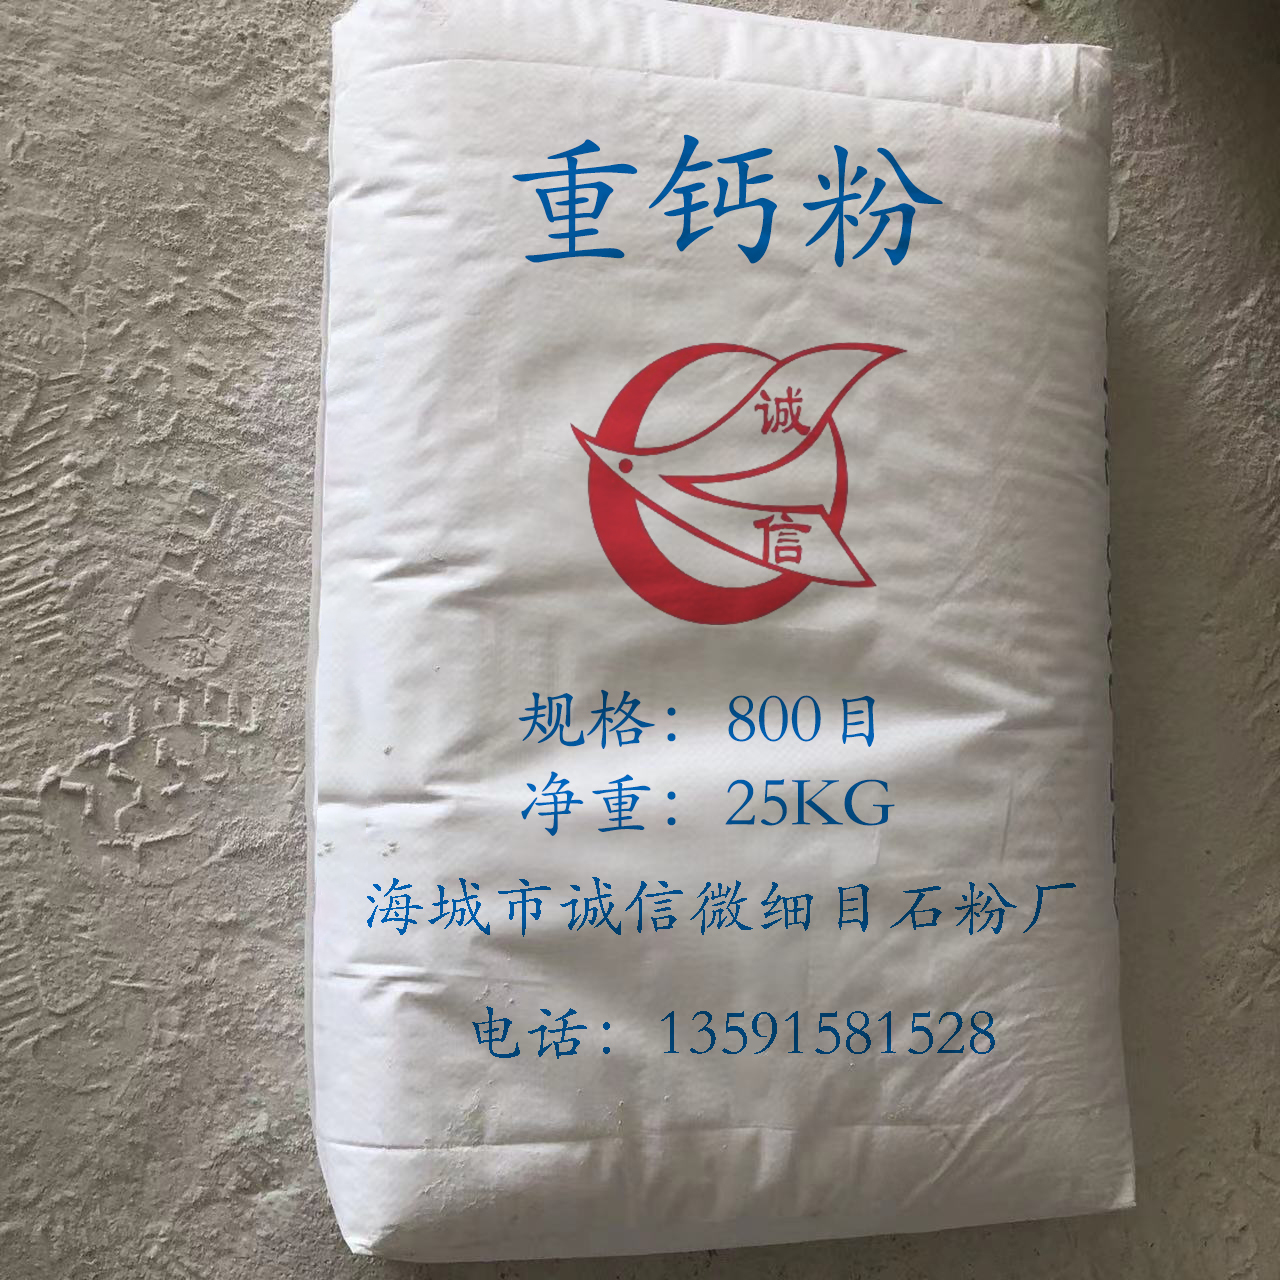 重钙粉
诚
信
规格：800目
净重：25KG
海城市诚信微细目石粉厂
电话：13591581528